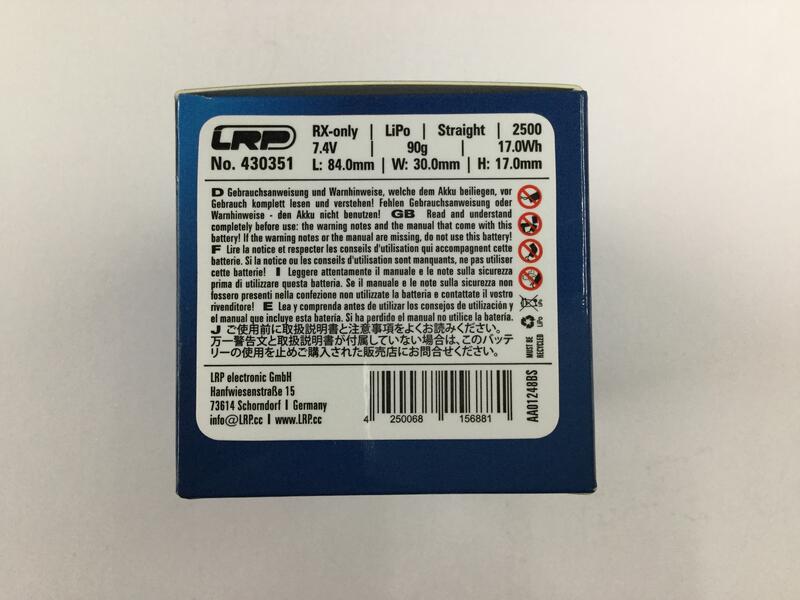 LRP RX-only | LiPo | Straight | 2500
7.4V | 90g | 17.0Wh
No. 430351 L: 84.0mm | W: 30.0mm | H: 17.0mm
D Gebrauchsanweisung und Warnhinweise, welche dem Akku beiliegen, vor
Gebrauch komplett lesen und verstehen! Fehlen Gebrauchsanweisung oder
Warnhinweise - den Akku nicht benutzen! GB Read and understand
completely before use: the warning notes and the manual that come with this
battery! If the warning notes or the manual are missing, do not use this battery!
F Lire la notice et respecter les conseils d'utilisation qui accompagnent cette
batterie. Si la notice ou les conseils d'utilisation sont manquants, ne pas utiliser
cette batterie! I Leggere attentamente il manuale e le note sulla sicurezza
prima di utilizzare questa batteria. Se il manuale e le note sulla sicurezza non
fossero presenti nella confezione non utilizzate la batteria e contattate il vostro
rivenditore! E Lea y comprenda antes de utilizar los consejos de utilización y
el manual que incluye esta batería. Si ha perdido el manual no utilice la batería.
J ご使用前に取扱説明書と注意事項をよくお読みください。
万一警告文と取扱説明書が付属していない場合は、このバッテ
リーの使用を止めご購入された販売店にお問合せください。
MUST BE
RECYCLED
LiPo
LRP electronic GmbH
Hanfwiesenstraße 15
73614 Schorndorf | Germany
info@LRP.cc | www.LRP.cc
4 250068 156881
AA01248BS